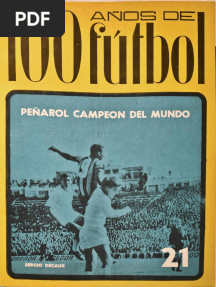 PDF
100 AÑOS DE
fútbol
PEÑAROL CAMPEON DEL MUNDO
SERGIO DECAUX
21